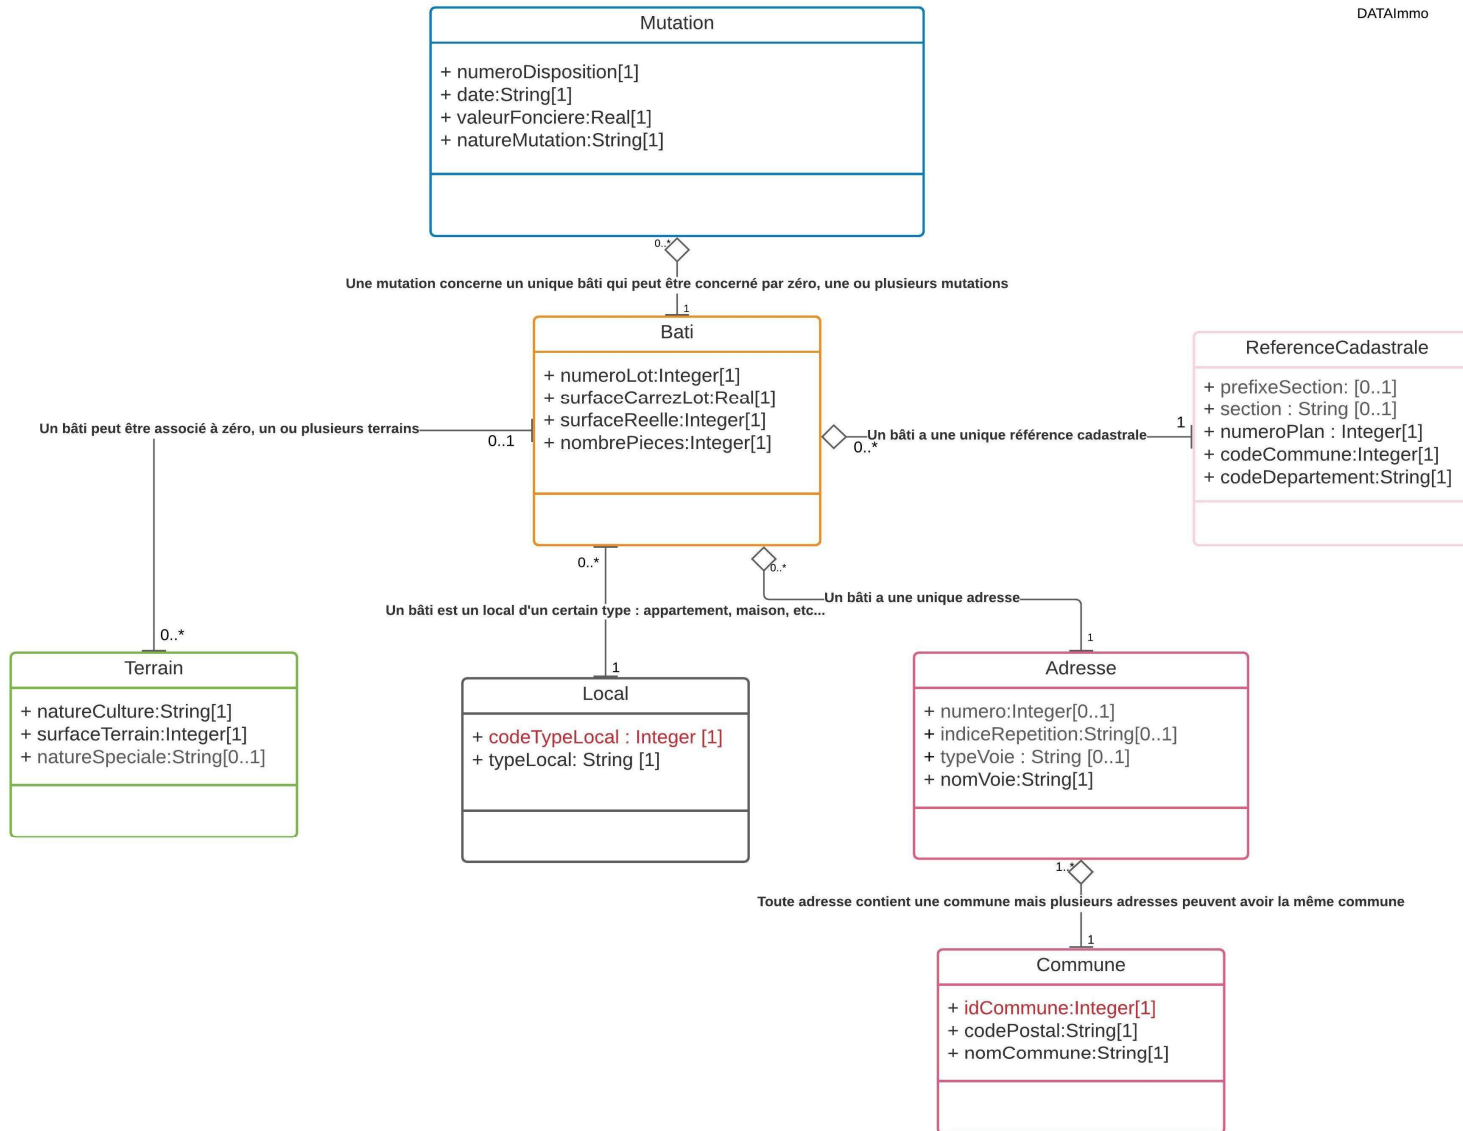 DATAImmo
Mutation
+ numeroDisposition[1]
+ date:String[1]
+ valeurFonciere:Real[1]
+ natureMutation:String[1]
0..*
Une mutation concerne un unique bâti qui peut être concerné par zéro, une ou plusieurs mutations
1
Bati
+ numeroLot:Integer[1]
+ surfaceCarrezLot:Real[1]
+ surfaceReelle:Integer[1]
+ nombrePieces:Integer[1]
ReferenceCadastrale
+ prefixeSection: [0..1]
+ section : String [0..1]
+ numeroPlan : Integer[1]
+ codeCommune:Integer[1]
+ codeDepartement:String[1]
Un bâti peut être associé à zéro, un ou plusieurs terrains
0..1
0..*
Un bâti a une unique référence cadastrale
1
0..*
0..*
Un bâti a une unique adresse
Un bâti est un local d'un certain type : appartement, maison, etc...
0..*
1
1
Terrain
+ natureCulture:String[1]
+ surfaceTerrain:Integer[1]
+ natureSpeciale:String[0..1]
Local
+ codeTypeLocal : Integer [1]
+ typeLocal: String [1]
Adresse
+ numero:Integer[0..1]
+ indiceRepetition:String[0..1]
+ typeVoie : String [0..1]
+ nomVoie:String[1]
1..*
Toute adresse contient une commune mais plusieurs adresses peuvent avoir la même commune
1
Commune
+ idCommune:Integer[1]
+ codePostal:String[1]
+ nomCommune:String[1]